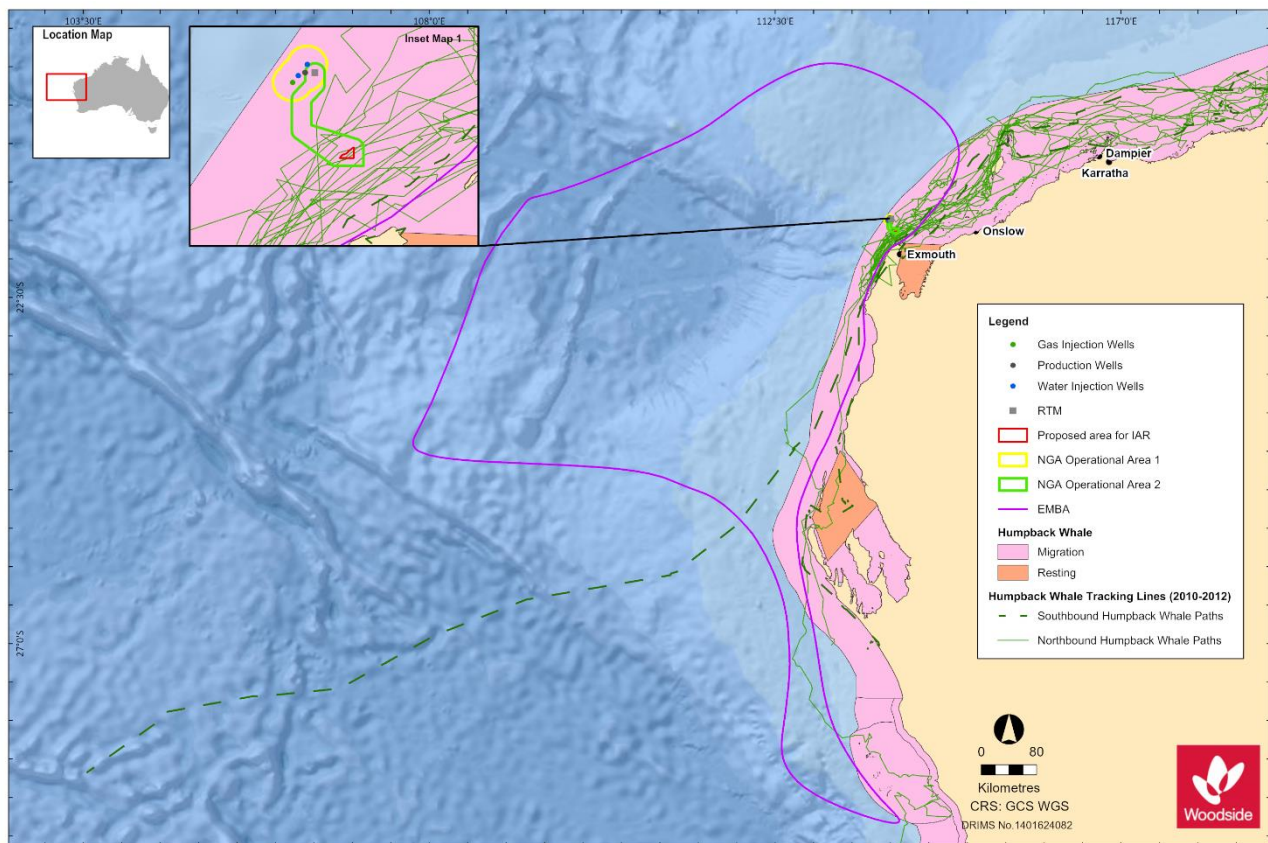 103°30'E
108°0'E
112°30'E
117°0'E
Location Map
Inset Map 1
Dampier
Karratha
Onslow
Exmouth
22°30'S
27°0'S
Legend
Gas Injection Wells
Production Wells
Water Injection Wells
RTM
Proposed area for IAR
NGA Operational Area 1
NGA Operational Area 2
EMBA
Humpback Whale
Migration
Resting
Humpback Whale Tracking Lines (2010-2012)
Southbound Humpback Whale Paths
Northbound Humpback Whale Paths
0 80
Kilometres
CRS: GCS WGS
DRIMS No.1401624082
Woodside